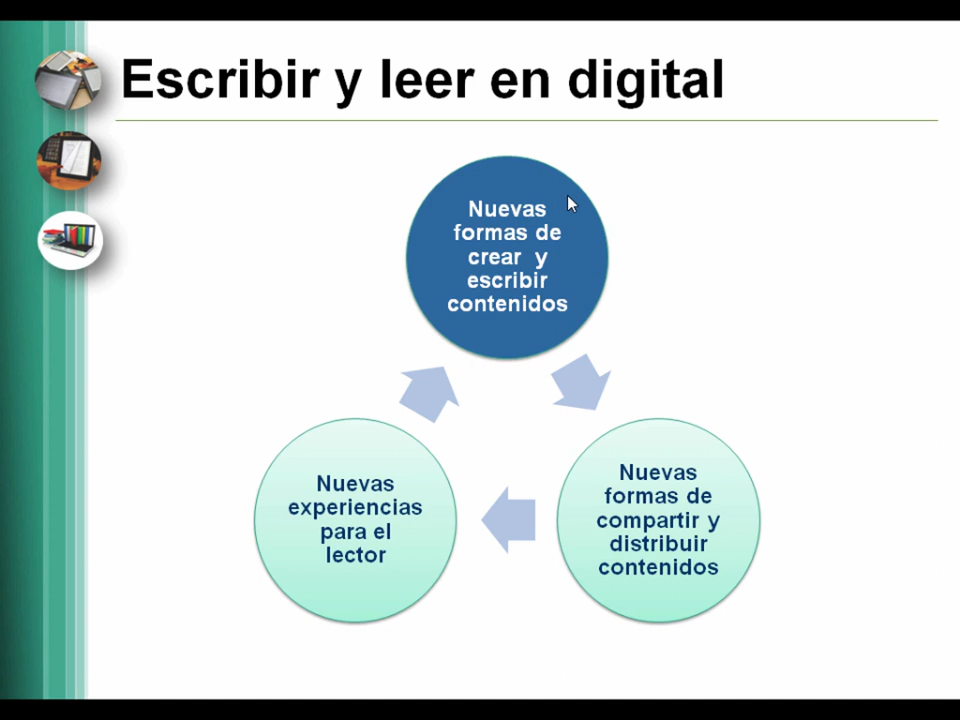 Escribir y leer en digital
Nuevas
formas de
crear y
escribir
contenidos
Nuevas
experiencias
para el
lector
Nuevas
formas de
compartir y
distribuir
contenidos